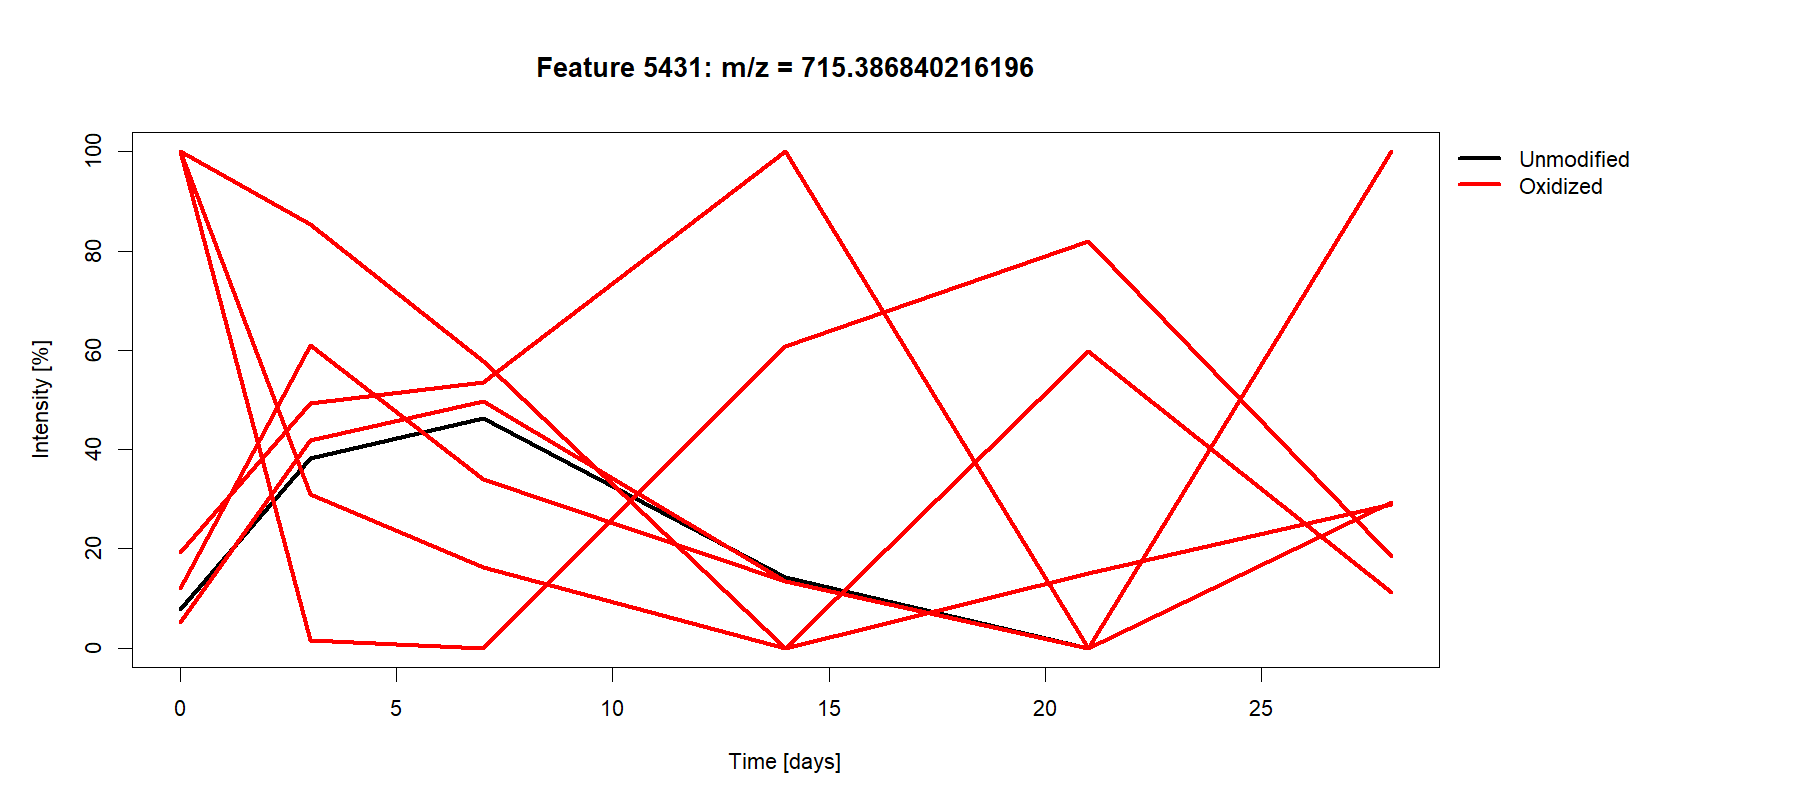 Feature 5431: m/z = 715.386840216196
Unmodified
Oxidized
Intensity [%]
100
80
60
40
20
0
0 5 10 15 20 25
Time [days]